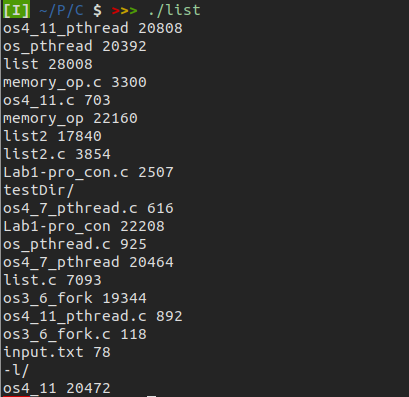 [I] ~/P/C $ >>> ./list
os4_11_pthread 20808
os_pthread 20392
list 28008
memory_op.c 3300
os4_11.c 703
memory_op 22160
list2 17840
list2.c 3854
Lab1-pro_con.c 2507
testDir/
os4_7_pthread.c 616
Lab1-pro_con 22208
os_pthread.c 925
os4_7_pthread 20464
list.c 7093
os3_6_fork 19344
os4_11_pthread.c 892
os3_6_fork.c 118
input.txt 78
-l/
os4_11 20472